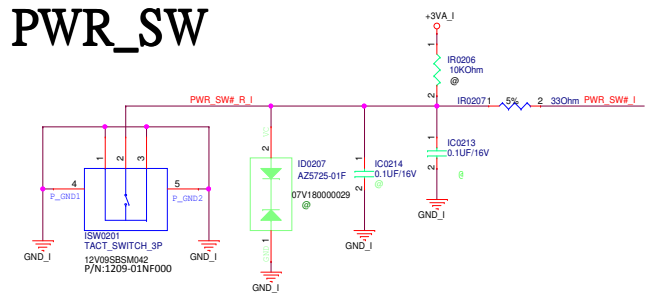 PWR_SW
+3VA_I
1
IR0206
10KOhm
@
2
PWR_SW#_R_I
IR0207
1
5%
2
33Ohm
PWR_SW#_I
1
2
3
2
ID0207
AZ5725-01F
07V180000029
@
1
1
IC0214
0.1UF/16V
@
2
1
IC0213
0.1UF/16V
@
2
4
P_GND1
5
P_GND2
ISW0201
TACT_SWITCH_3P
12V09SBSM042
P/N:1209-01NF000
GND_I
GND_I
GND_I
GND_I
GND_I